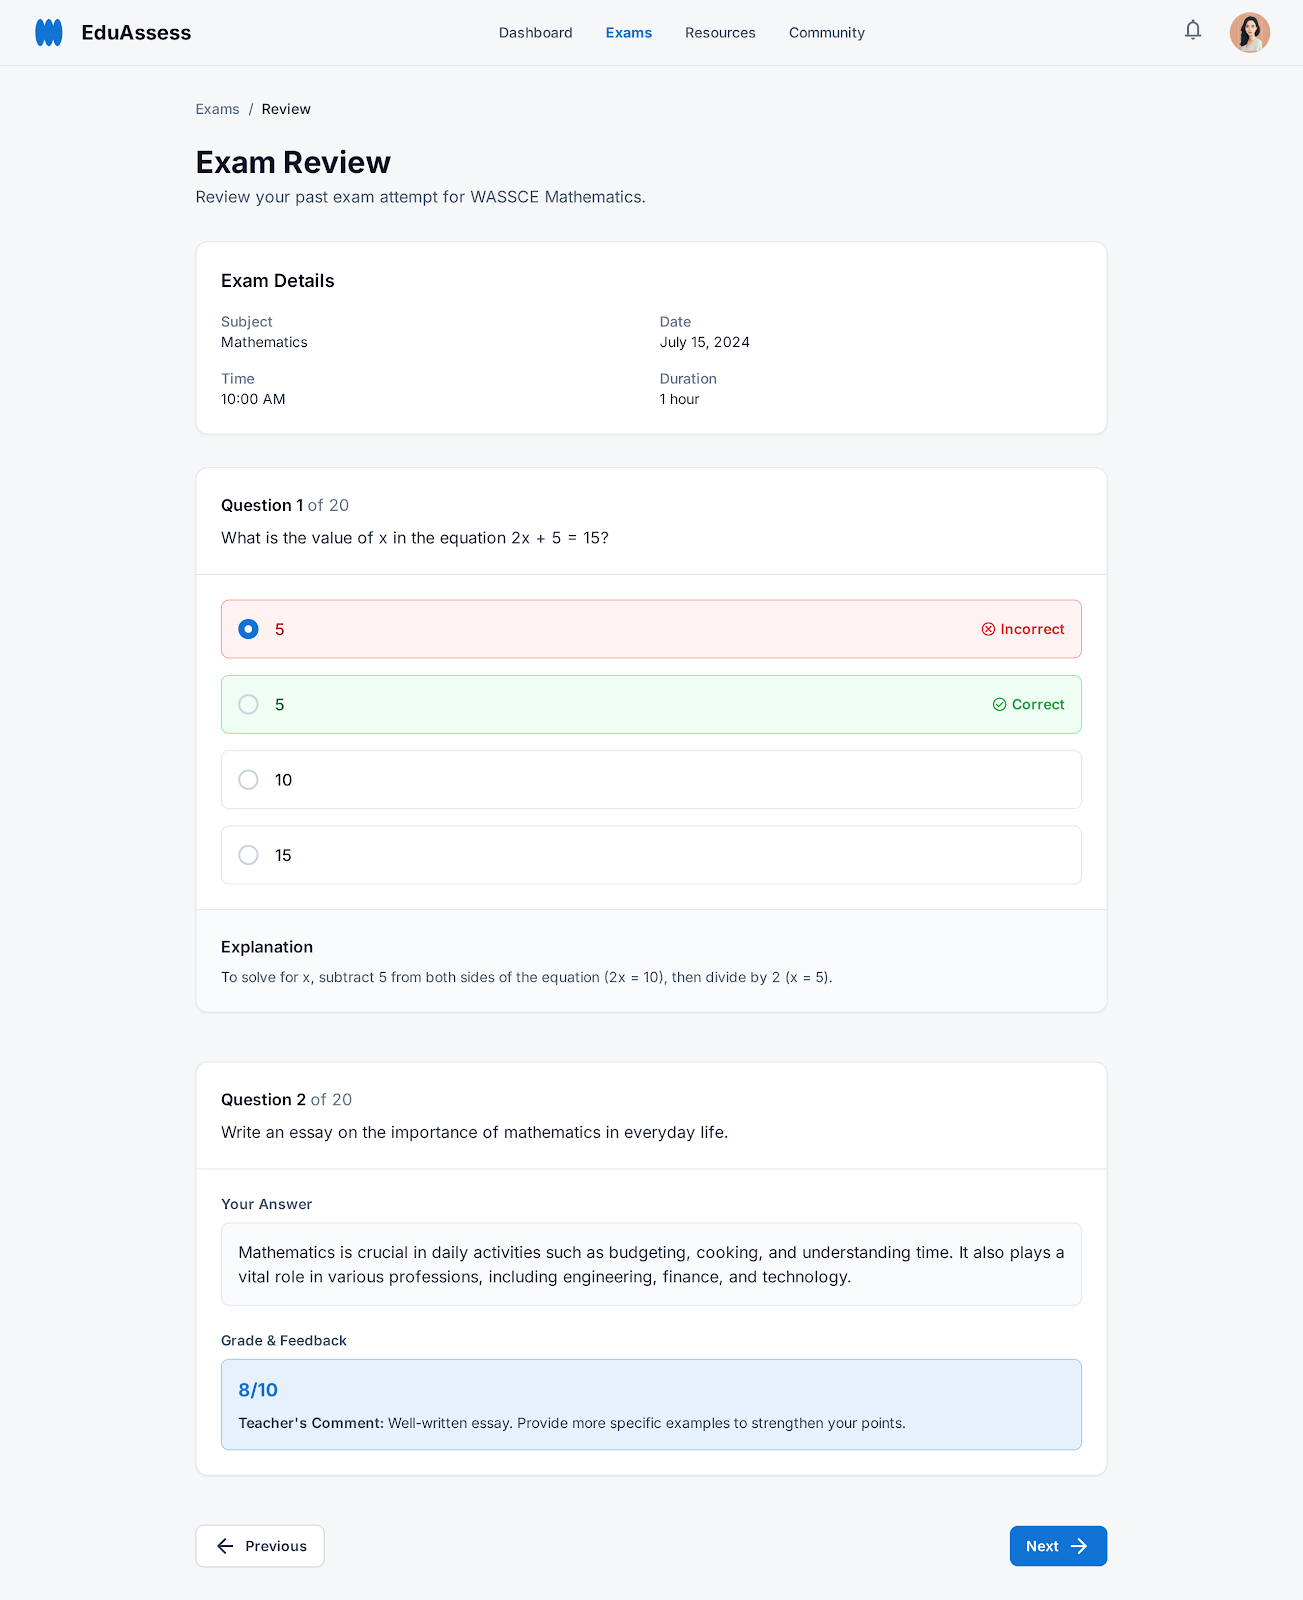 EduAssess
Dashboard
Exams
Resources
Community
Exams / Review
Exam Review
Review your past exam attempt for WASSCE Mathematics.
Exam Details
Subject
Mathematics
Date
July 15, 2024
Time
10:00 AM
Duration
1 hour
Question 1 of 20
What is the value of x in the equation 2x + 5 = 15?
5
Incorrect
5
Correct
10
15
Explanation
To solve for x, subtract 5 from both sides of the equation (2x = 10), then divide by 2 (x = 5).
Question 2 of 20
Write an essay on the importance of mathematics in everyday life.
Your Answer
Mathematics is crucial in daily activities such as budgeting, cooking, and understanding time. It also plays a
vital role in various professions, including engineering, finance, and technology.
Grade & Feedback
8/10
Teacher's Comment: Well-written essay. Provide more specific examples to strengthen your points.
Previous
Next